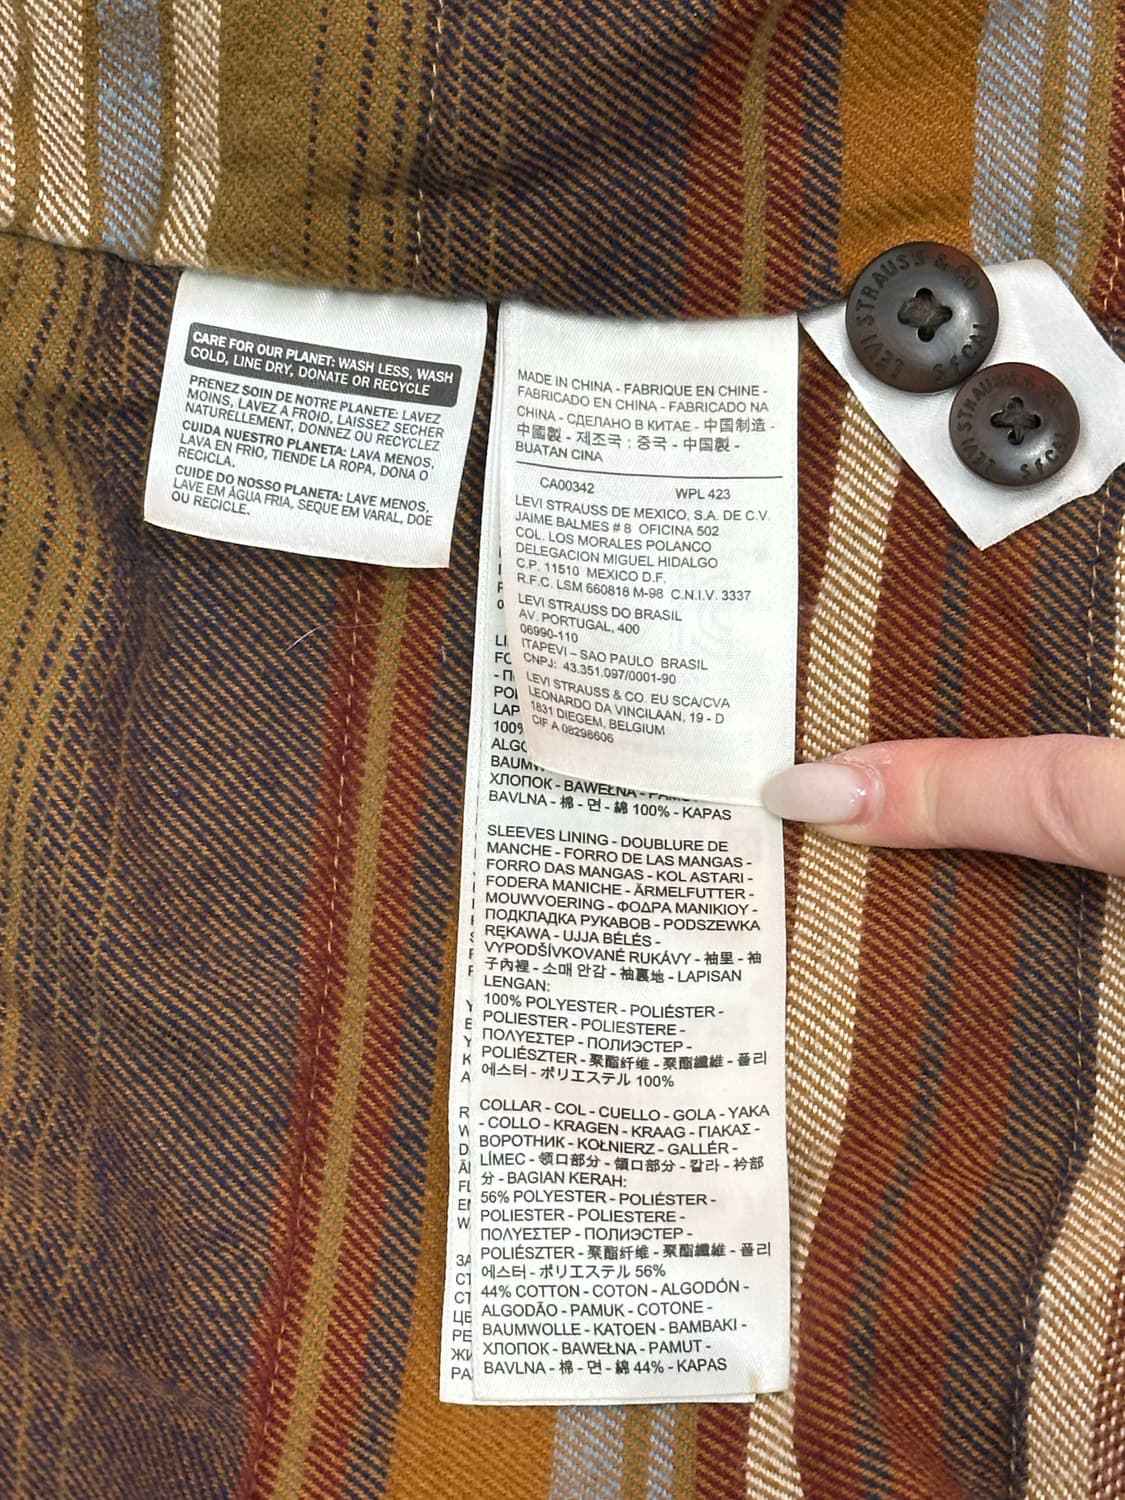 CARE FOR OUR PLANET: WASH LESS, WASH
COLD, LINE DRY, DONATE OR RECYCLE
PRENEZ SOIN DE NOTRE PLANETE: LAVEZ
MOINS, LAVEZ A FROID, LAISSEZ SECHER
NATURELLEMENT, DONNEZ OU RECYCLEZ
CUIDA NUESTRO PLANETA: LAVA MENOS,
LAVA EN FRIO, TIENDE LA ROPA, DONA O
RECICLA.
CUIDE DO NOSSO PLANETA: LAVE MENOS,
LAVE EM ÁGUA FRIA, SEQUE EM VARAL, DOE
OU RECICLE.
MADE IN CHINA - FABRIQUE EN CHINE -
FABRICADO EN CHINA - FABRICADO NA
CHINA - СДЕЛАНО В КИТАЕ - 中国制造 -
中國製 - 제조국 : 중국 - 中国製 -
BUATAN CINA
CA00342 WPL 423
LEVI STRAUSS DE MEXICO, S.A. DE C.V.
JAIME BALMES # 8 OFICINA 502
COL. LOS MORALES POLANCO
DELEGACION MIGUEL HIDALGO
C.P. 11510 MEXICO D.F.
R.F.C. LSM 660818 M-98 C.N.I.V. 3337
LEVI STRAUSS DO BRASIL
AV. PORTUGAL, 400
06990-110
ITAPEVI – SAO PAULO BRASIL
CNPJ: 43.351.097/0001-90
LEVI STRAUSS & CO. EU SCA/CVA
LEONARDO DA VINCILAAN, 19 - D
1831 DIEGEM, BELGIUM
CIF A 08298606
ХЛОПОК - BAWEŁNA -
BAVLNA - 棉 - 면 - 綿 100% - KAPAS
SLEEVES LINING - DOUBLURE DE
MANCHE - FORRO DE LAS MANGAS -
FORRO DAS MANGAS - KOL ASTARI -
FODERA MANICHE - ÄRMELFUTTER -
MOUWVOERING - ΦΟΔΡΑ ΜΑΝΙΚΙΟΥ -
ПОДКЛАДКА РУКАВОВ - PODSZEWKA
RĘKAWA - UJJA BÉLÉS -
VYPODŠÍVKOVANÉ RUKÁVY - 袖里 - 袖
子內裡 - 소매 안감 - 袖裏地 - LAPISAN
LENGAN:
100% POLYESTER - POLIÉSTER -
POLIESTER - POLIESTERE -
ΠΟΛΥΕΣΤΕΡ - ПОЛИЭСТЕР -
POLIÉSZTER - 聚酯纤维 - 聚酯纖維 - 폴리
에스터 - ポリエステル 100%
COLLAR - COL - CUELLO - GOLA - YAKA
- COLLO - KRAGEN - KRAAG - ΓΙΑΚΑΣ -
ВОРОТНИК - KOŁNIERZ - GALLÉR -
LÍMEC - 领口部分 - 領口部分 - 칼라 - 衿部
分 - BAGIAN KERAH:
56% POLYESTER - POLIÉSTER -
POLIESTER - POLIESTERE -
ΠΟΛΥΕΣΤΕΡ - ПОЛИЭСТЕР -
POLIÉSZTER - 聚酯纤维 - 聚酯纖維 - 폴리
에스터 - ポリエステル 56%
44% COTTON - COTON - ALGODÓN -
ALGODÃO - PAMUK - COTONE -
BAUMWOLLE - KATOEN - ΒΑΜΒΑΚΙ -
ХЛОПОК - BAWEŁNA - PAMUT -
BAVLNA - 棉 - 면 - 綿 44% - KAPAS
LEVI STRAUSS & CO
S.F. CAL
LEVI STRAUSS & CO
S.F. CAL